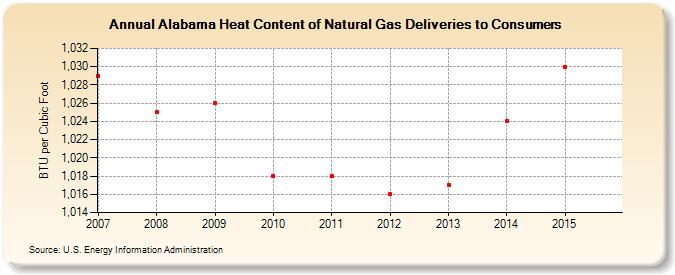 Annual Alabama Heat Content of Natural Gas Deliveries to Consumers
BTU per Cubic Foot
1,032
1,030
1,028
1,026
1,024
1,022
1,020
1,018
1,016
1,014
2007 2008 2009 2010 2011 2012 2013 2014 2015
Source: U.S. Energy Information Administration